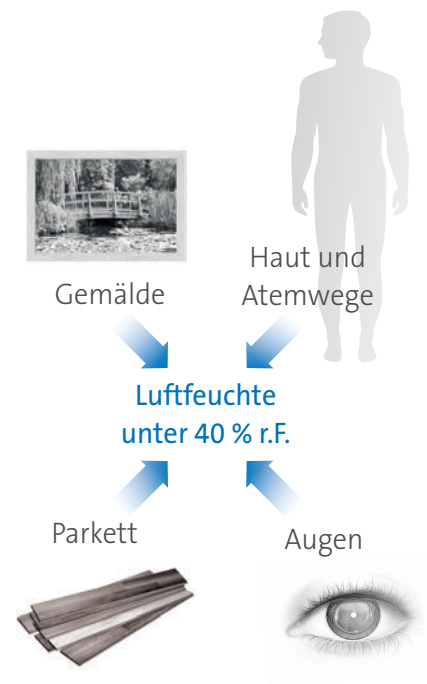 Gemälde
Haut und
Atemwege
Luftfeuchte
unter 40 % r.F.
Parkett
Augen